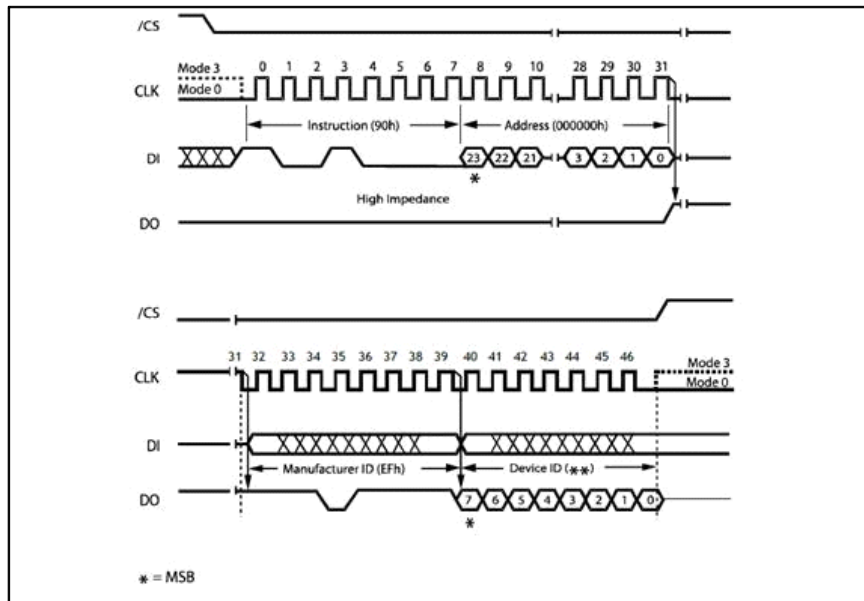 /CS
Mode 3 0 1 2 3 4 5 6 7 8 9 10 28 29 30 31
CLK Mode 0
Instruction (90h) Address (000000h)
DI 23 22 21 3 2 1 0
*
High Impedance
DO
/CS
31 32 33 34 35 36 37 38 39 40 41 42 43 44 45 46
Mode 3
CLK Mode 0
DI
Manufacturer ID (EFh) Device ID (**)
DO 7 6 5 4 3 2 1 0
*
* = MSB